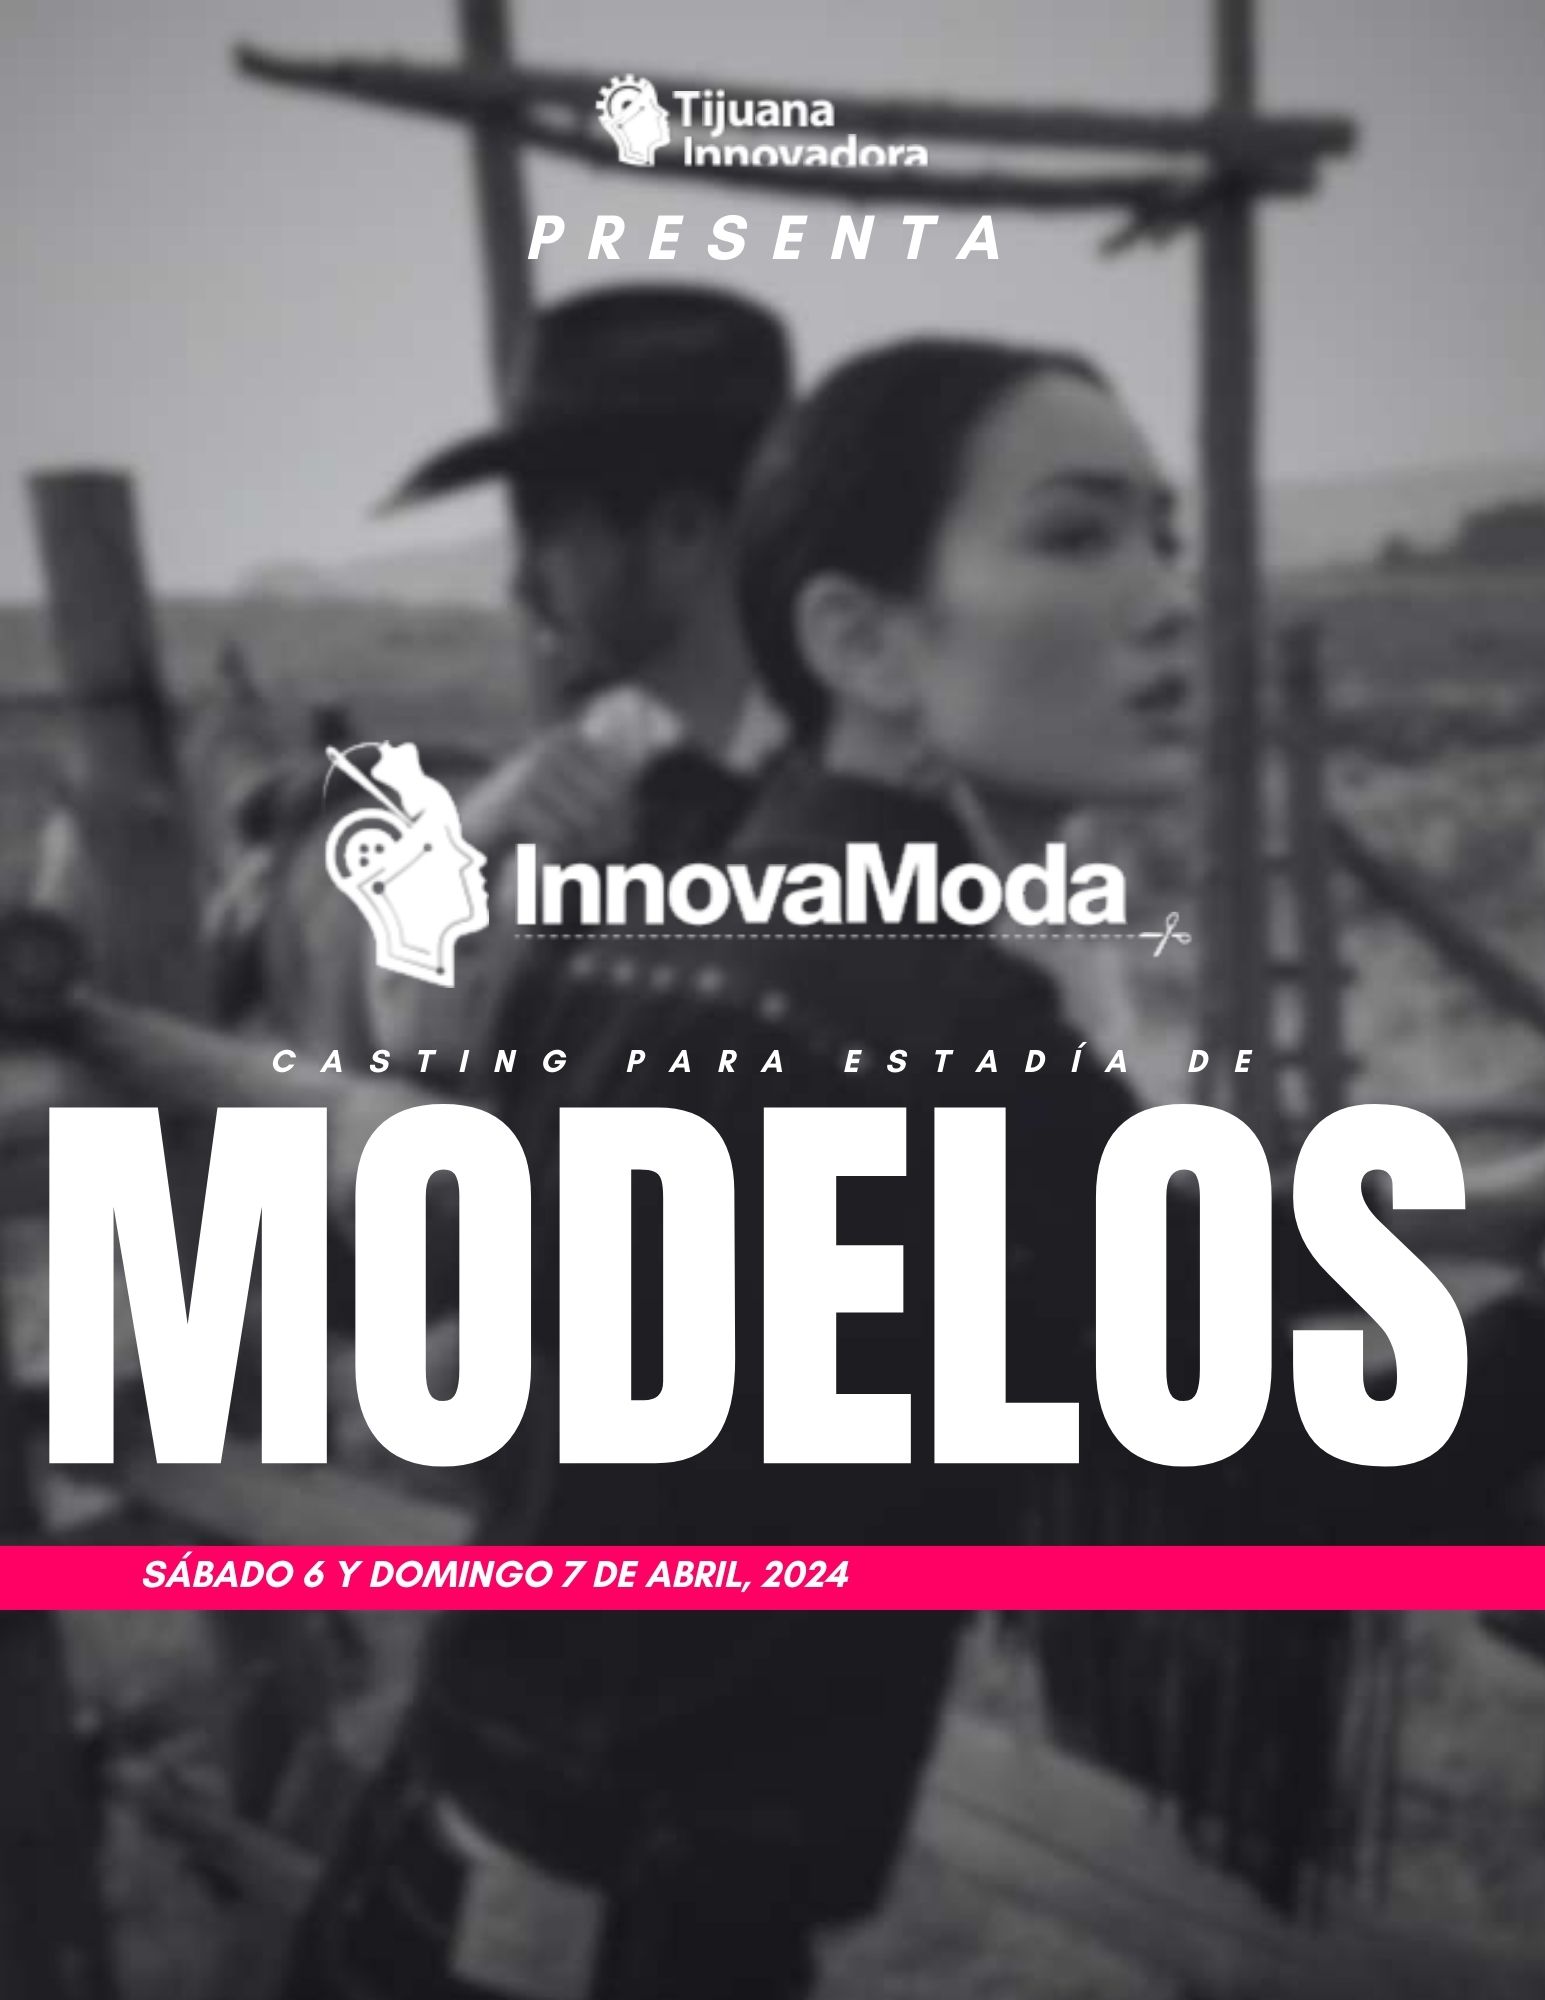 Tijuana
Innovadora
PRESENTA
InnovaModa
CASTING PARA ESTADÍA DE
MODELOS
SÁBADO 6 Y DOMINGO 7 DE ABRIL, 2024